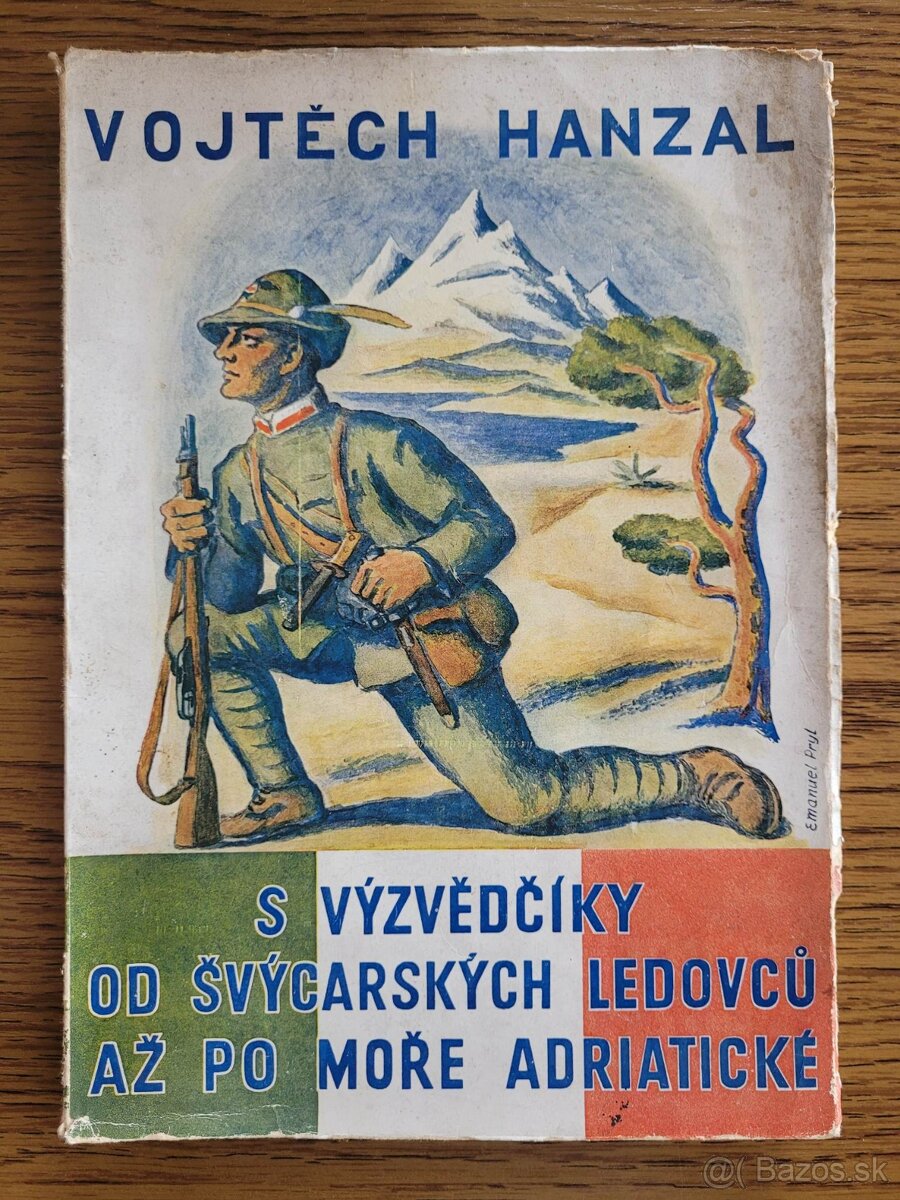 VOJTĚCH HANZAL
Emanuel Pryl
S VÝZVĚDČÍKY
OD ŠVÝCARSKÝCH LEDOVCŮ
AŽ PO MOŘE ADRIATICKÉ
@( Bazos.sk